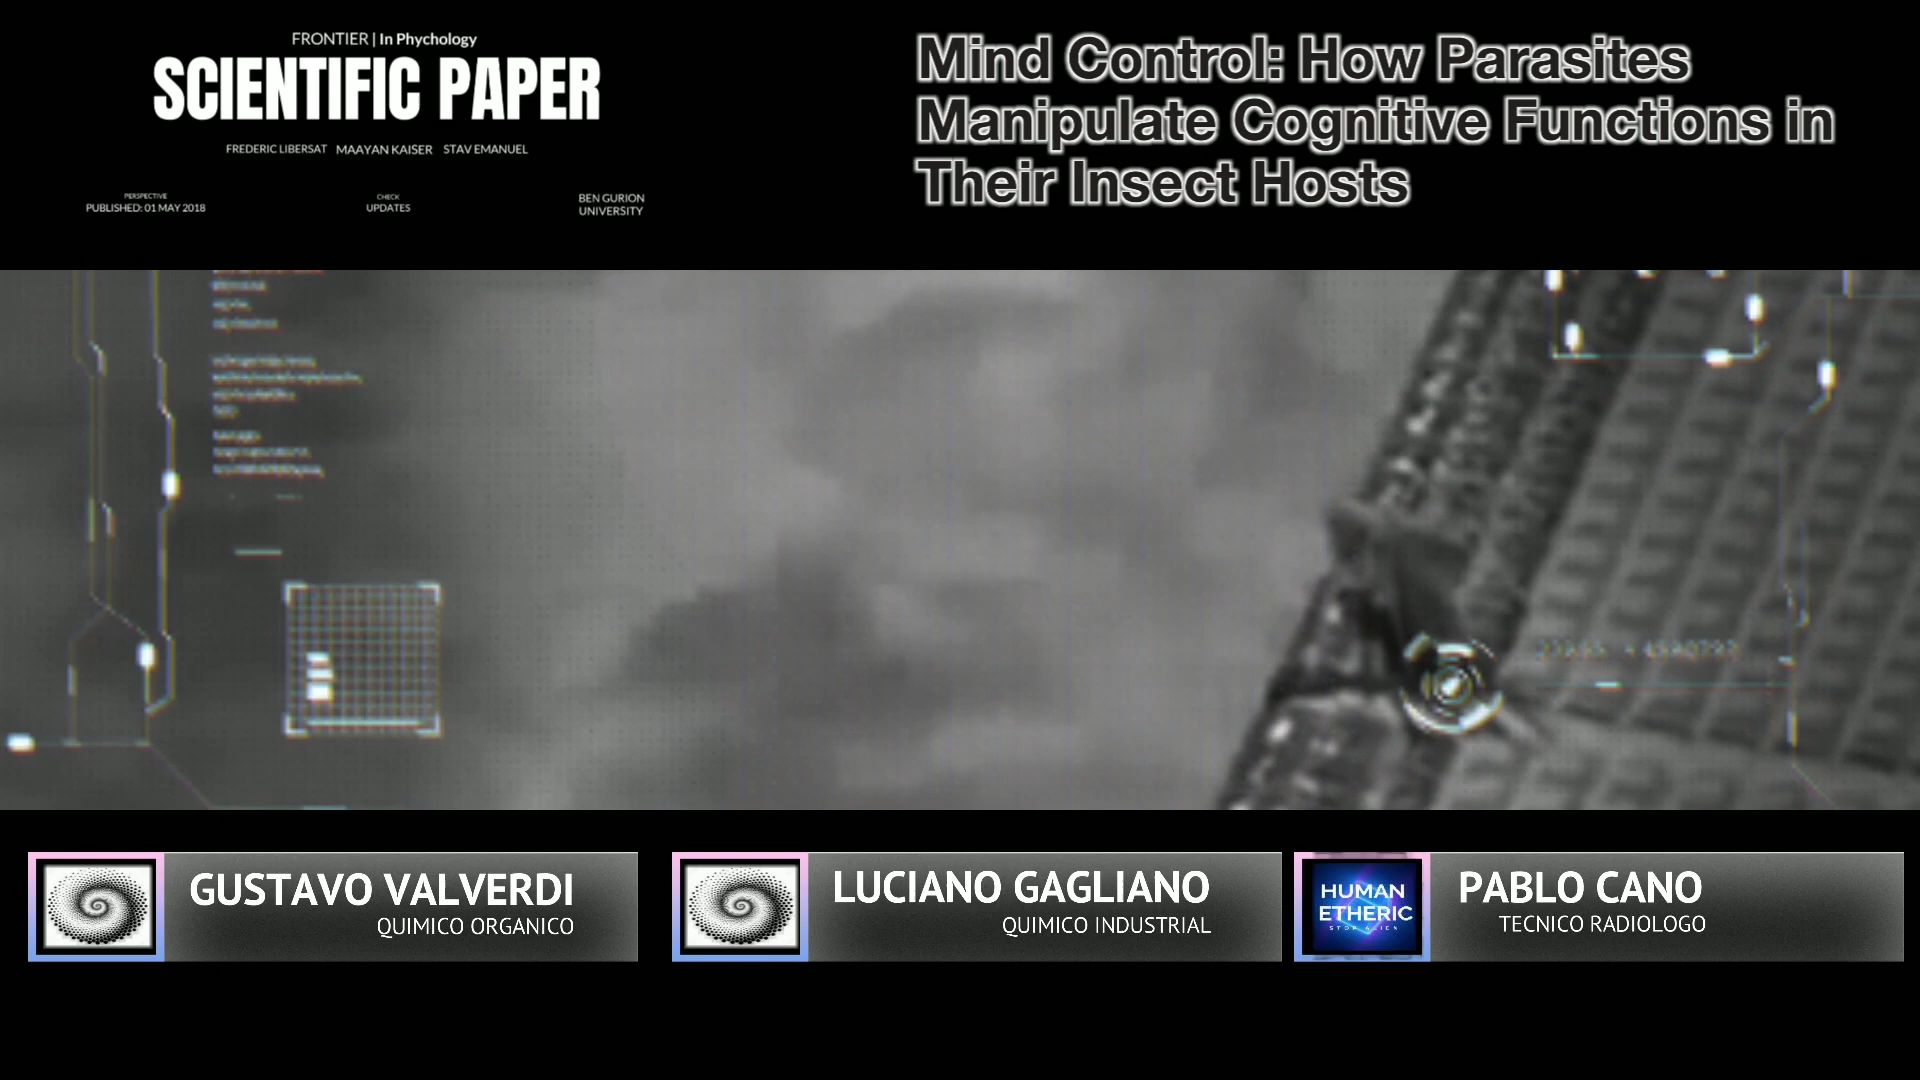 FRONTIER | In Phychology
SCIENTIFIC PAPER
FREDERIC LIBERSAT MAAYAN KAISER STAV EMANUEL
PERSPECTIVE
PUBLISHED: 01 MAY 2018
CHECK
UPDATES
BEN GURION
UNIVERSITY
Mind Control: How Parasites
Manipulate Cognitive Functions in
Their Insect Hosts
GUSTAVO VALVERDI
QUIMICO ORGANICO
LUCIANO GAGLIANO
QUIMICO INDUSTRIAL
HUMAN
ETHERIC
STOP ALIEN
PABLO CANO
TECNICO RADIOLOGO